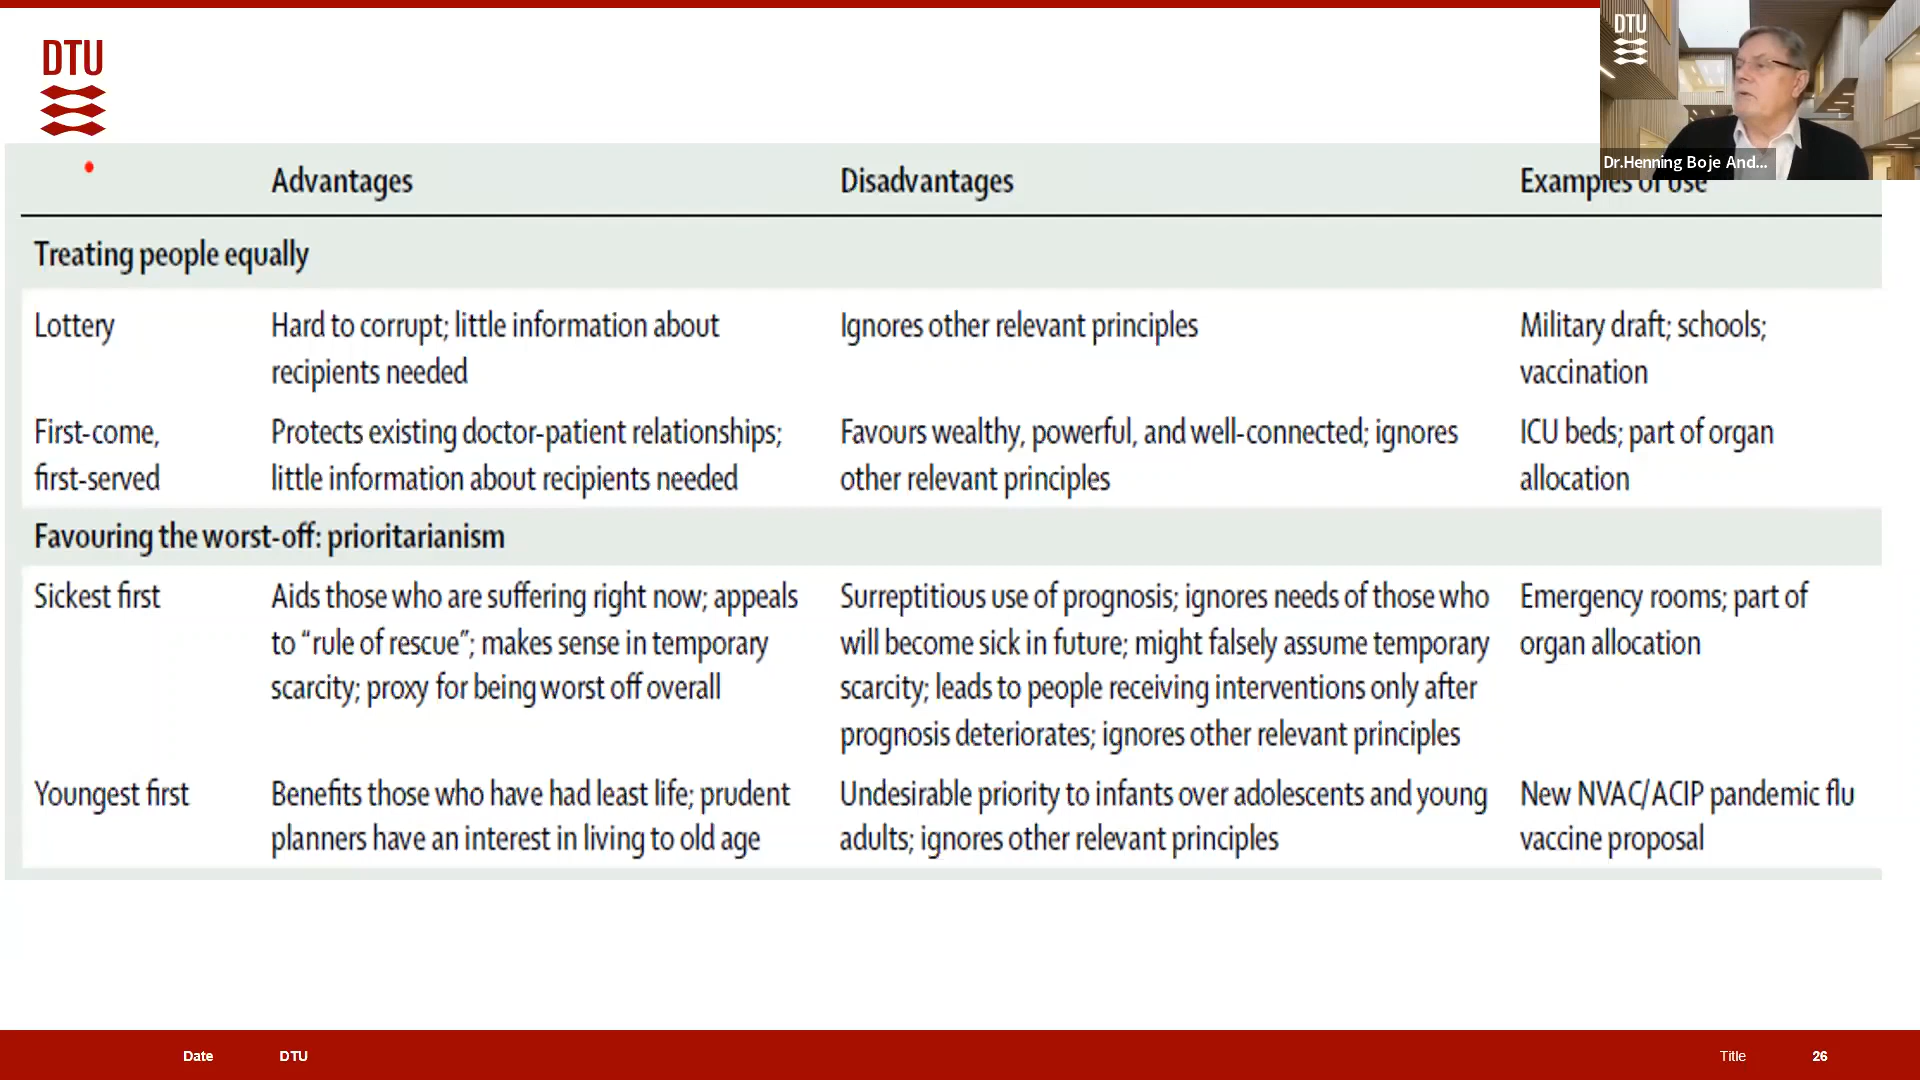 DTU
DTU
Dr.Henning Boje And...
Advantages
Disadvantages
Examples of use
Treating people equally
Lottery
Hard to corrupt; little information about
recipients needed
Ignores other relevant principles
Military draft; schools;
vaccination
First-come,
first-served
Protects existing doctor-patient relationships;
little information about recipients needed
Favours wealthy, powerful, and well-connected; ignores
other relevant principles
ICU beds; part of organ
allocation
Favouring the worst-off: prioritarianism
Sickest first
Aids those who are suffering right now; appeals
to “rule of rescue”; makes sense in temporary
scarcity; proxy for being worst off overall
Surreptitious use of prognosis; ignores needs of those who
will become sick in future; might falsely assume temporary
scarcity; leads to people receiving interventions only after
prognosis deteriorates; ignores other relevant principles
Emergency rooms; part of
organ allocation
Youngest first
Benefits those who have had least life; prudent
planners have an interest in living to old age
Undesirable priority to infants over adolescents and young
adults; ignores other relevant principles
New NVAC/ACIP pandemic flu
vaccine proposal
Date
DTU
Title
26